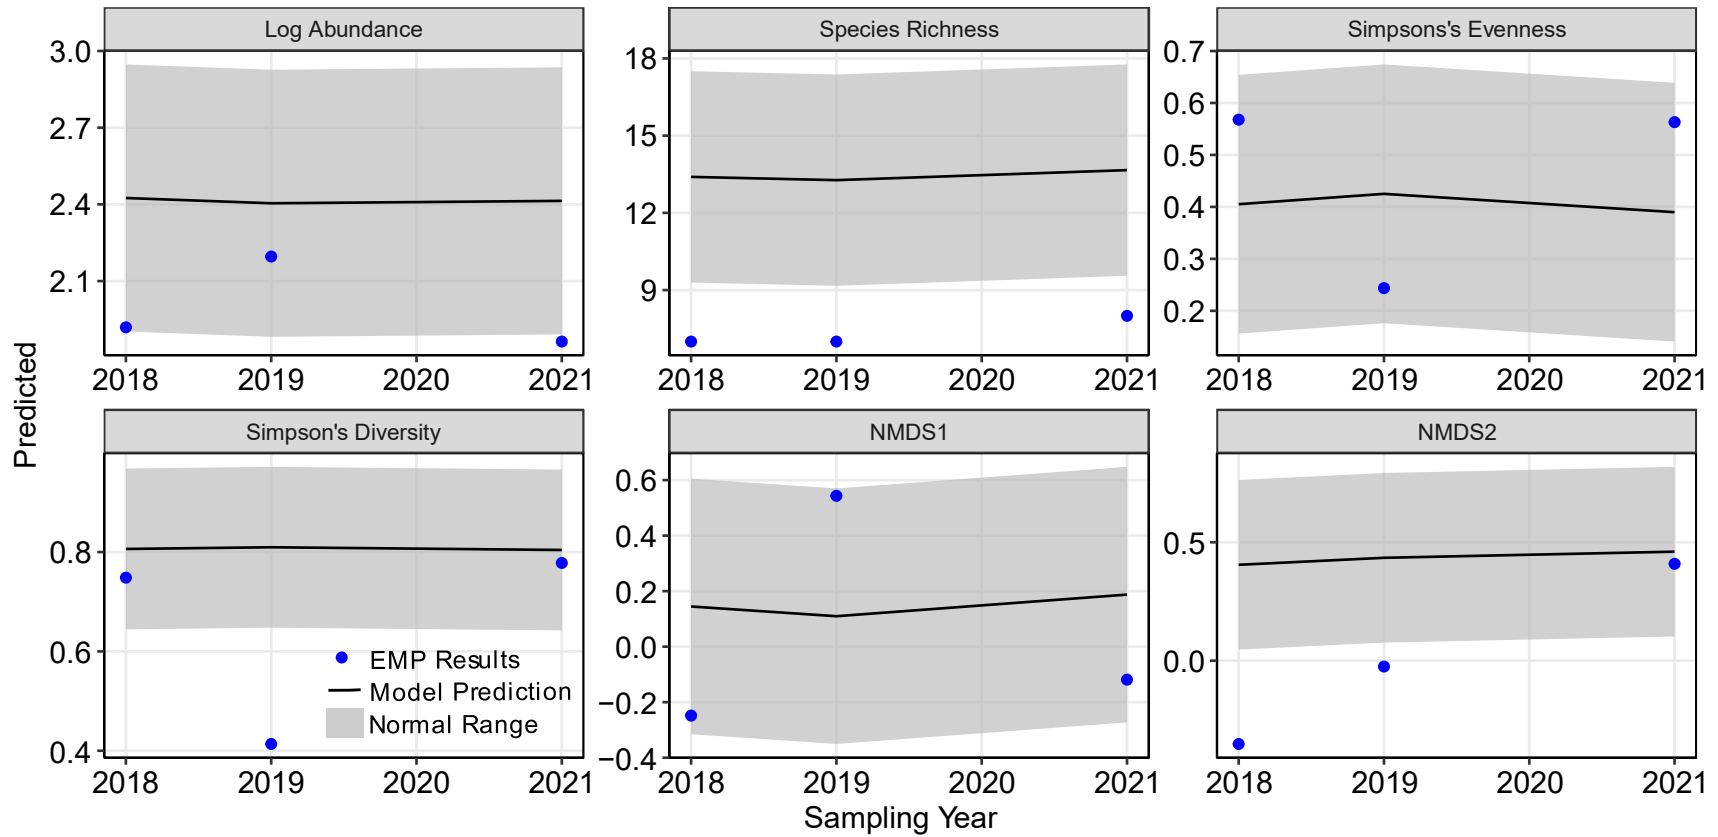 Log Abundance
Species Richness
Simpsons's Evenness
3.0
2.7
2.4
2.1
18
15
12
9
0.7
0.6
0.5
0.4
0.3
0.2
2018 2019 2020 2021
2018 2019 2020 2021
2018 2019 2020 2021
Predicted
Simpson's Diversity
NMDS1
NMDS2
0.8
0.6
0.4
EMP Results
Model Prediction
Normal Range
0.6
0.4
0.2
0.0
−0.2
−0.4
0.5
0.0
2018 2019 2020 2021
2018 2019 2020 2021
2018 2019 2020 2021
Sampling Year